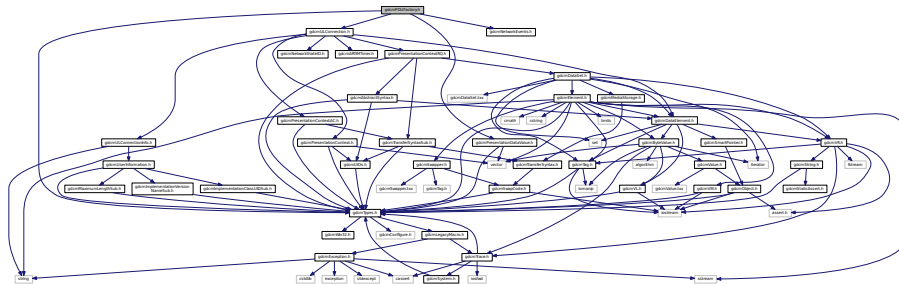 gdcmPDUFactory.h
gdcmULConnection.h
gdcmNetworkEvents.h
gdcmNetworkStateID.h
gdcmARTIMTimer.h
gdcmPresentationContextRQ.h
gdcmDataSet.h
gdcmDataSet.txx
gdcmAbstractSyntax.h
gdcmElement.h
gdcmMediaStorage.h
gdcmPresentationContextAC.h
cmath
cstring
limits
gdcmDataElement.h
gdcmULConnectionInfo.h
gdcmPresentationContext.h
gdcmTransferSyntaxSub.h
gdcmPresentationDataValue.h
set
gdcmByteValue.h
gdcmSmartPointer.h
gdcmVR.h
gdcmUserInformation.h
gdcmUIDs.h
gdcmSwapper.h
vector
gdcmTransferSyntax.h
gdcmTag.h
algorithm
gdcmValue.h
iterator
gdcmString.h
fstream
gdcmMaximumLengthSub.h
gdcmImplementationVersion
NameSub.h
gdcmImplementationClassUIDSub.h
gdcmSwapper.txx
gdcmTag.h
gdcmSwapCode.h
iomanip
gdcmVL.h
gdcmValue.txx
gdcmVM.h
gdcmObject.h
gdcmStaticAssert.h
gdcmTypes.h
iostream
assert.h
gdcmWin32.h
gdcmConfigure.h
gdcmLegacyMacro.h
gdcmException.h
gdcmTrace.h
string
cstdlib
exception
stdexcept
cassert
gdcmSystem.h
iosfwd
sstream